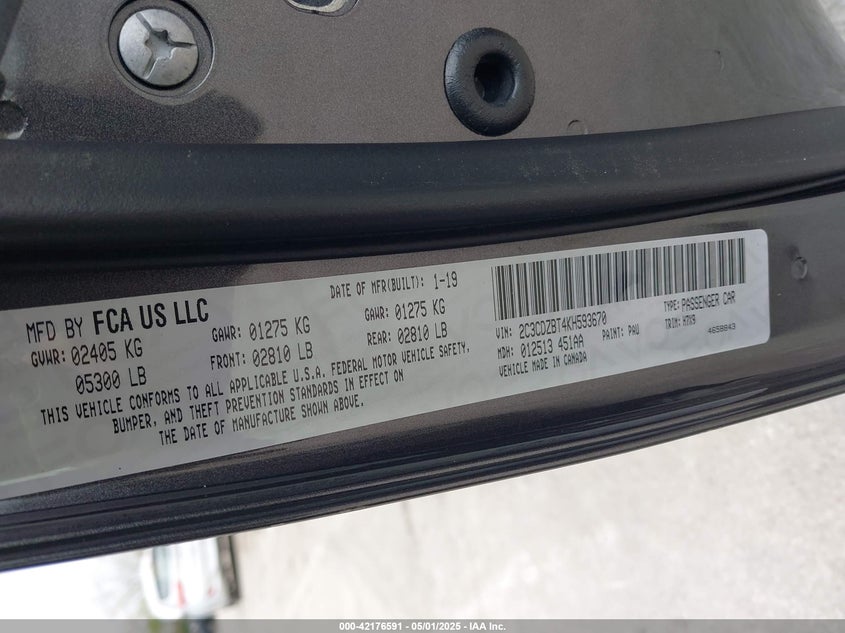 MFD BY FCA US LLC
DATE OF MFR(BUILT): 1-19
GVWR: 02405 KG
05300 LB
GAWR: 01275 KG
FRONT: 02810 LB
GAWR: 01275 KG
REAR: 02810 LB
THIS VEHICLE CONFORMS TO ALL APPLICABLE U.S.A. FEDERAL MOTOR VEHICLE SAFETY,
BUMPER, AND THEFT PREVENTION STANDARDS IN EFFECT ON
THE DATE OF MANUFACTURE SHOWN ABOVE.
VIN: 2C3CDZBT4KH593670
TYPE: PASSENGER CAR
MDH: 012513 451AA
PAINT: PAU
TRIM: H7X9
VEHICLE MADE IN CANADA
4658843
000-42176591 - 05/01/2025 - IAA Inc.